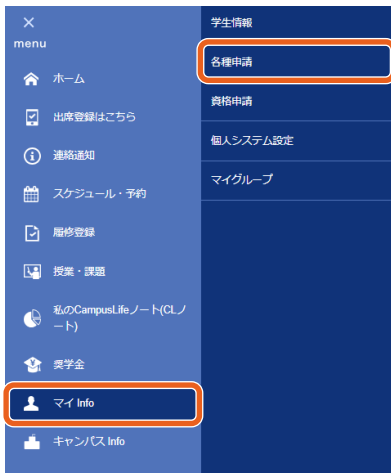 ×
menu
ホーム
出席登録はこちら
連絡通知
スケジュール・予約
履修登録
授業・課題
私のCampusLifeノート(CLノ
ート)
奨学金
マイ Info
キャンパス Info
学生情報
各種申請
資格申請
個人システム設定
マイグループ